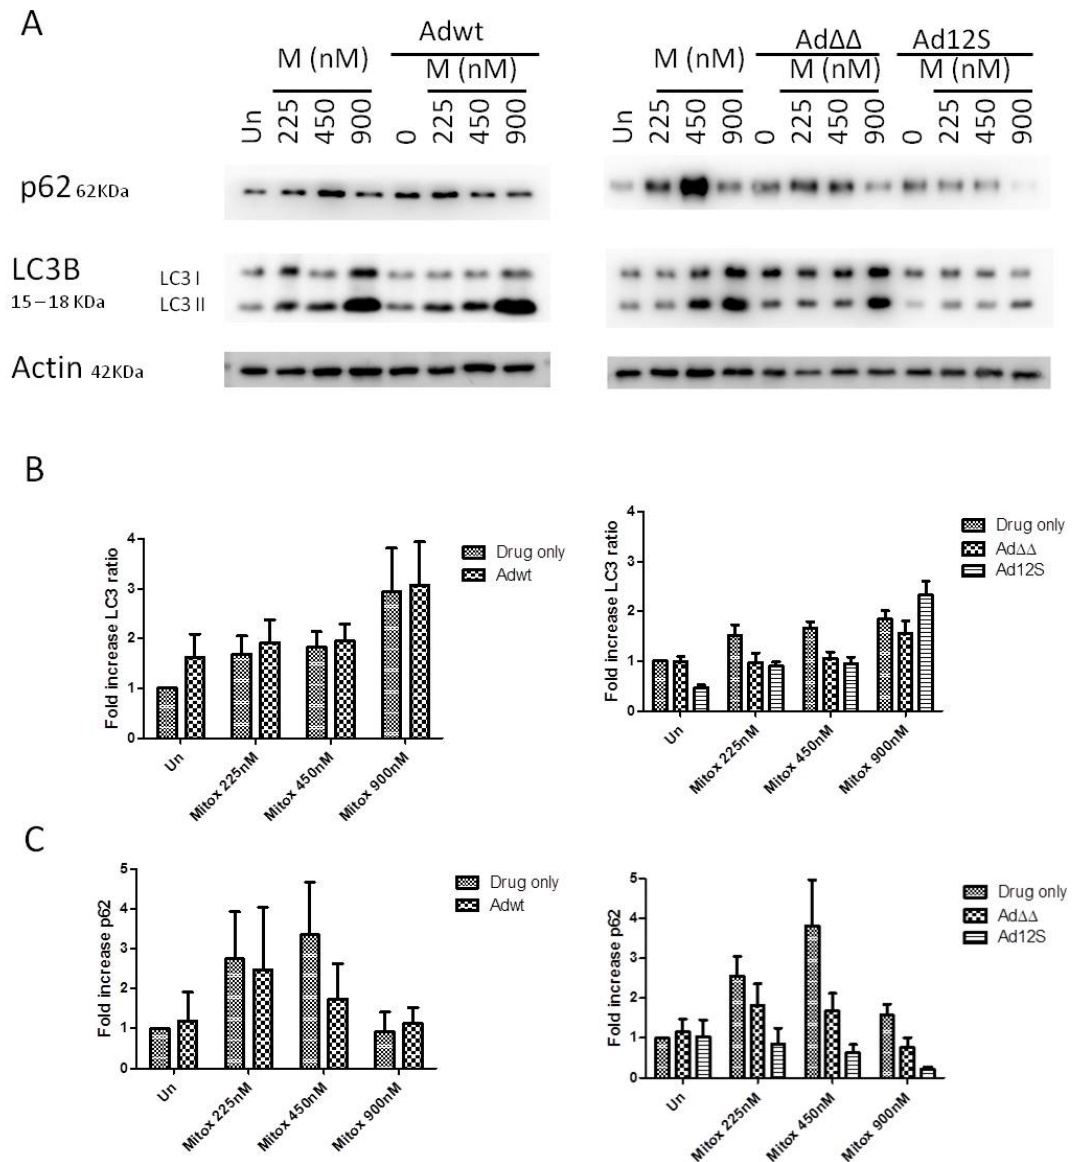 A
Adwt
M (nM)
M (nM)
Un
225
450
900
0
225
450
900
AdΔΔ
Ad12S
M (nM)
M (nM)
M (nM)
Un
225
450
900
0
225
450
900
0
225
450
900
p62 62KDa
LC3B
15–18 KDa
LC3 I
LC3 II
Actin 42KDa
B
Fold increase LC3 ratio
4
3
2
1
0
Un
Mitox 225nM
Mitox 450nM
Mitox 900nM
Drug only
Adwt
Fold increase LC3 ratio
4
3
2
1
0
Un
Mitox 225nM
Mitox 450nM
Mitox 900nM
Drug only
AdΔΔ
Ad12S
C
Fold increase p62
5
4
3
2
1
0
Un
Mitox 225nM
Mitox 450nM
Mitox 900nM
Drug only
Adwt
Fold increase p62
5
4
3
2
1
0
Un
Mitox 225nM
Mitox 450nM
Mitox 900nM
Drug only
AdΔΔ
Ad12S